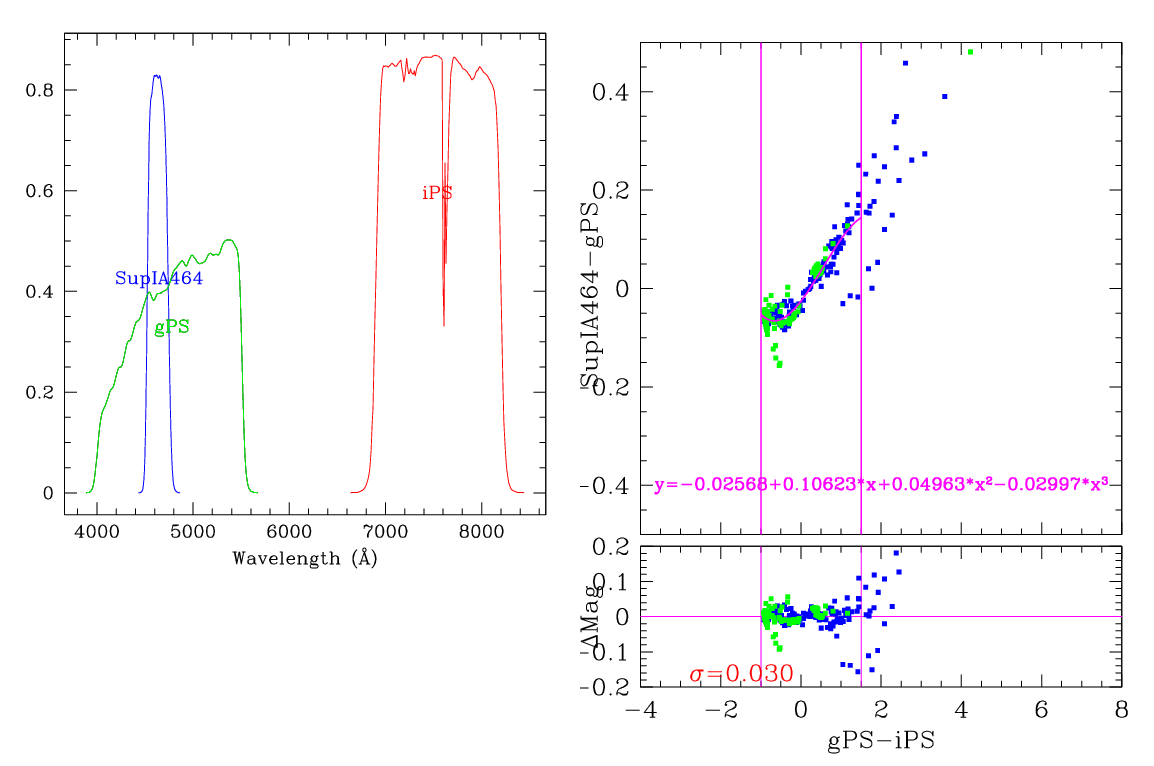 0.8
0.6
0.4
0.2
0
iPS
SupIA464
gPS
4000 5000 6000 7000 8000
Wavelength (Å)
0.4
0.2
0
-0.2
-0.4
SupIA464-gPS
y=-0.02568+0.10623*x+0.04963*x²-0.02997*x³
0.2
0.1
0
-0.1
-0.2
ΔMag
σ=0.030
-4 -2 0 2 4 6 8
gPS-iPS